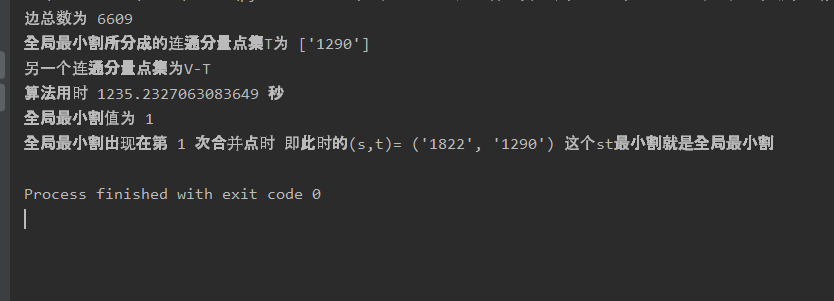 边总数为 6609
全局最小割所分成的连通分量点集T为 ['1290']
另一个连通分量点集为V-T
算法用时 1235.2327063083649 秒
全局最小割值为 1
全局最小割出现在第 1 次合并点时 即此时的(s,t)= ('1822', '1290') 这个st最小割就是全局最小割
Process finished with exit code 0